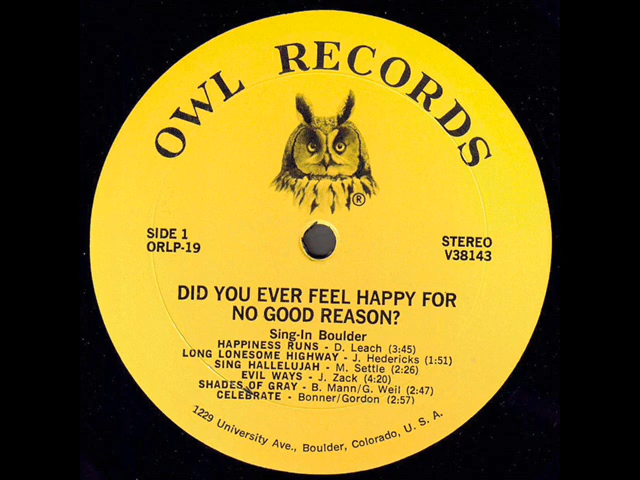 OWL RECORDS
®
SIDE 1
ORLP-19
STEREO
V38143
DID YOU EVER FEEL HAPPY FOR
NO GOOD REASON?
Sing-In Boulder
HAPPINESS RUNS - D. Leach (3:45)
LONG LONESOME HIGHWAY - J. Hedericks (1:51)
SING HALLELUJAH - M. Settle (2:26)
EVIL WAYS - J. Zack (4:20)
SHADES OF GRAY - B. Mann/G. Weil (2:47)
CELEBRATE - Bonner/Gordon (2:57)
1229 University Ave., Boulder, Colorado, U. S. A.